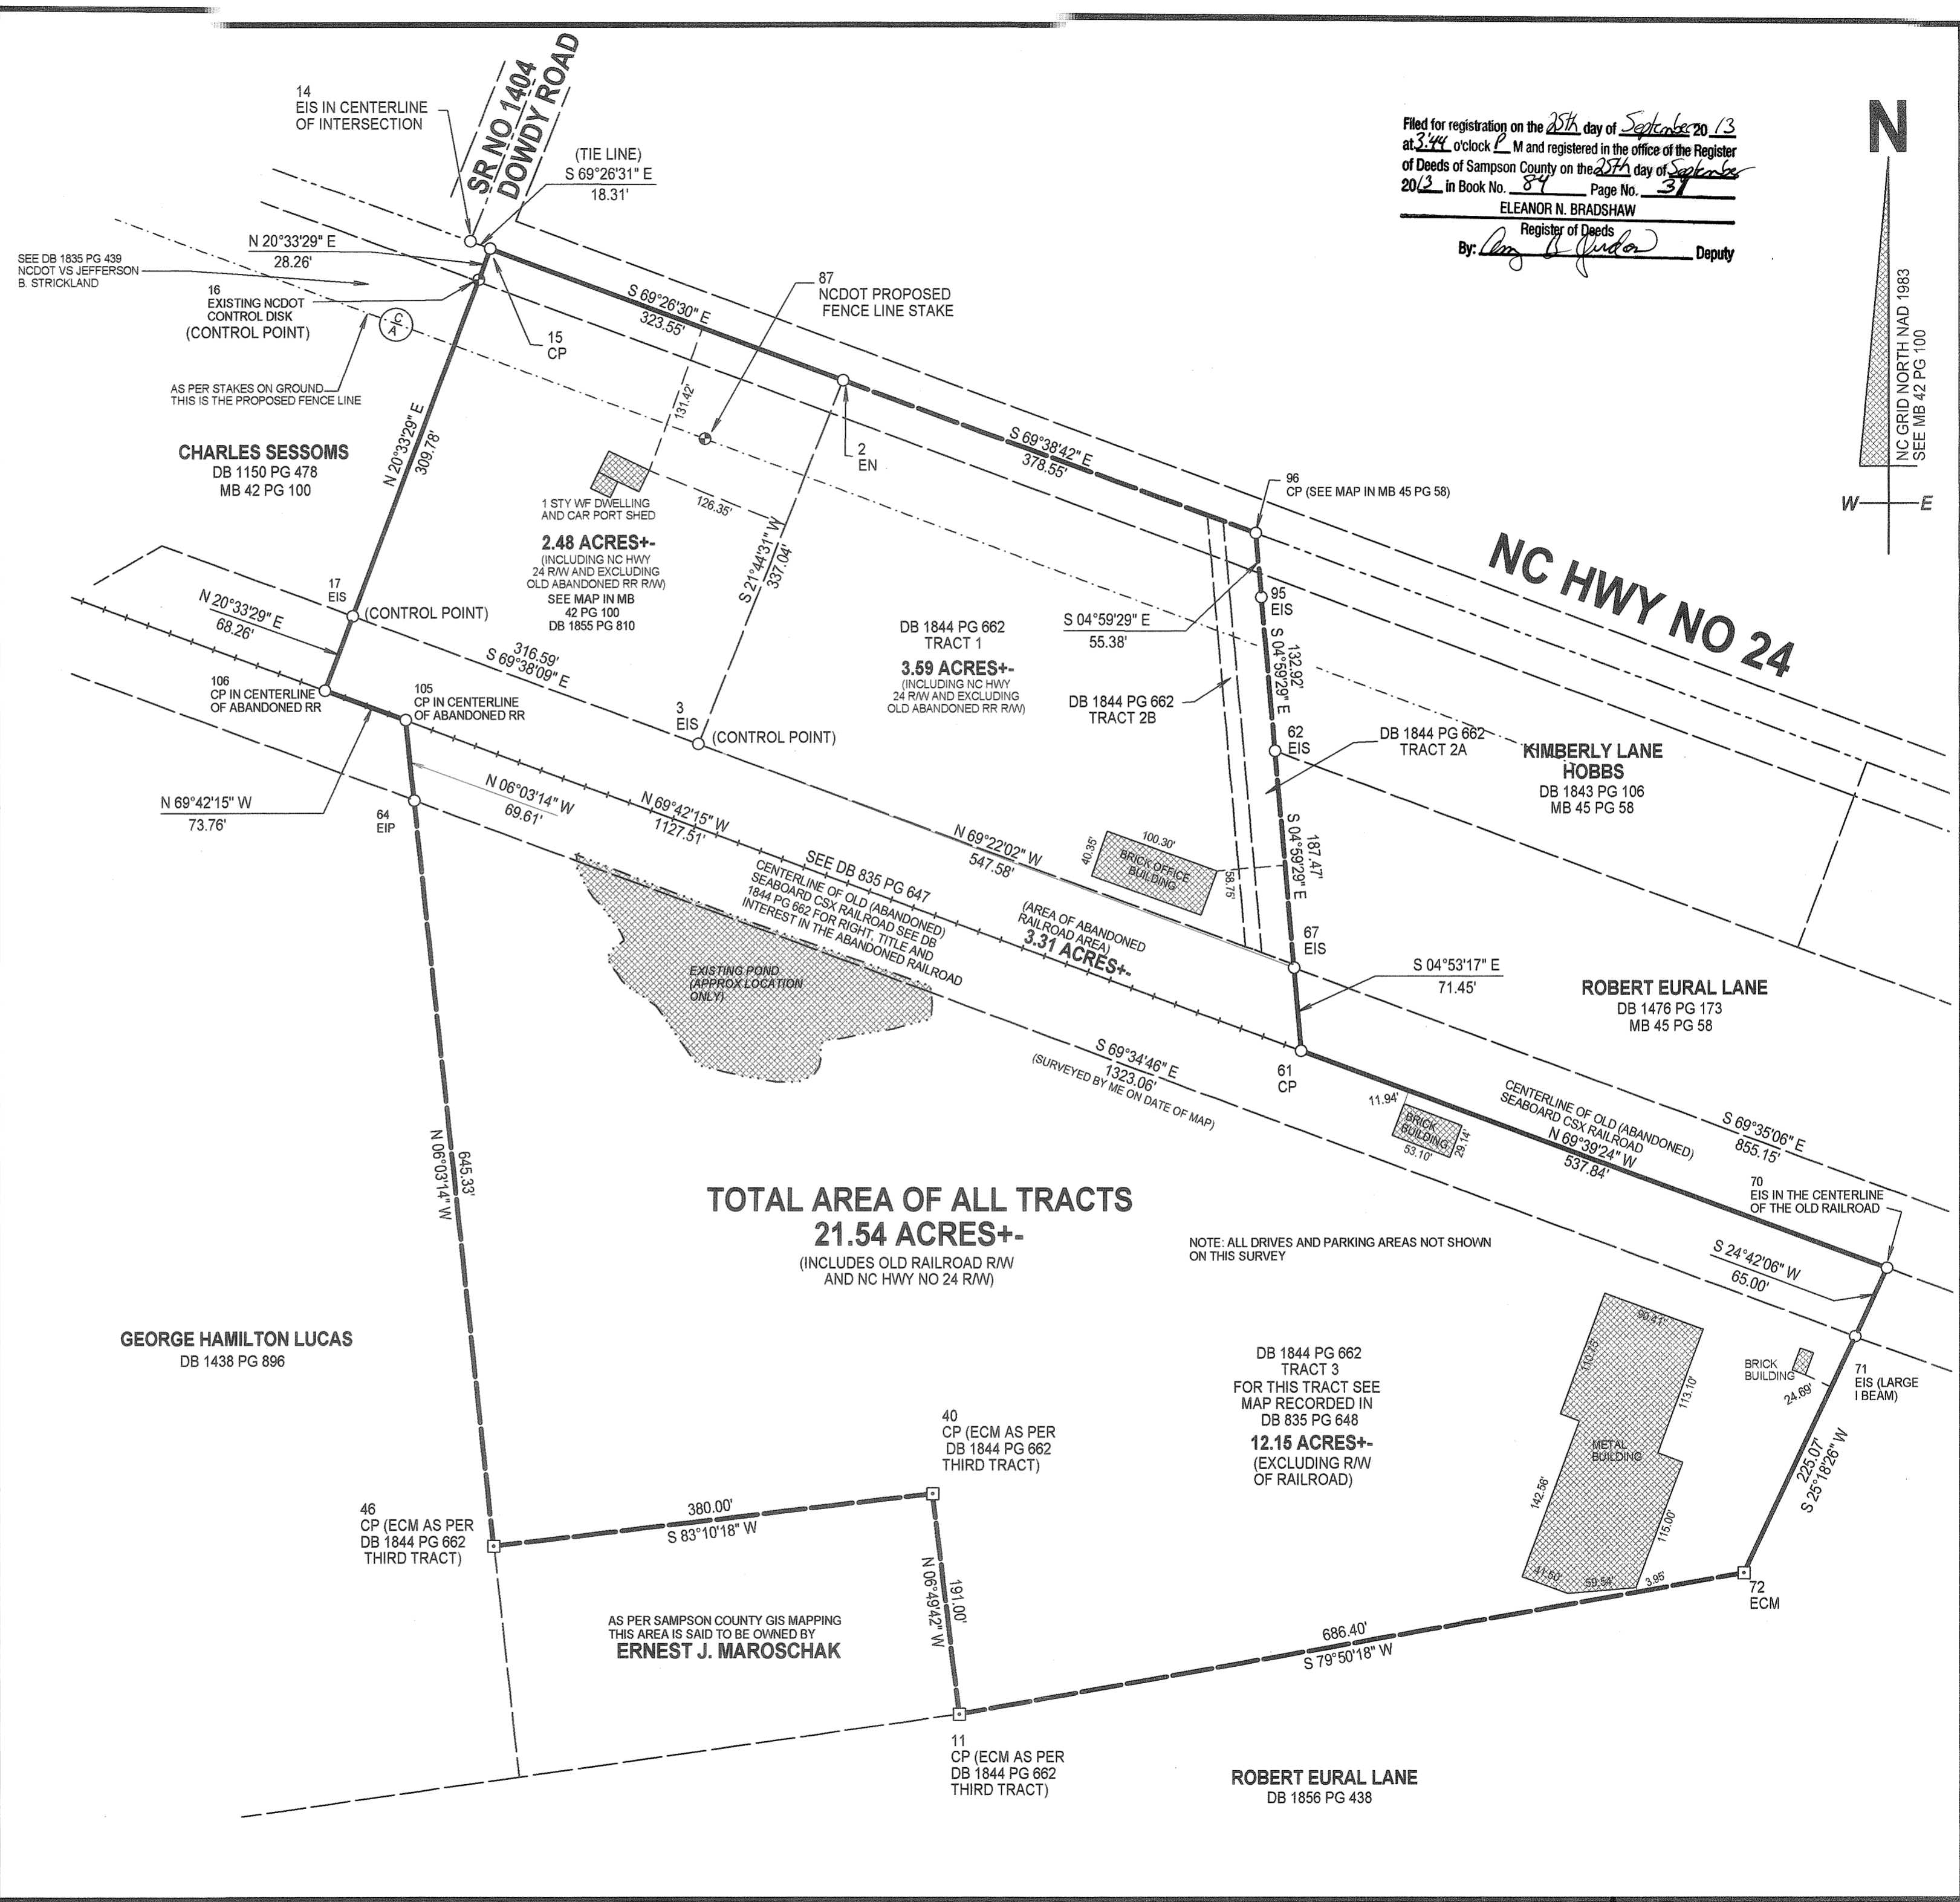 14
EIS IN CENTERLINE
OF INTERSECTION
SR NO 1404
DOWDY ROAD
(TIE LINE)
S 69°26'31" E
18.31'
Filed for registration on the 25th day of September 20 13
at 3:44 o'clock P M and registered in the office of the Register
of Deeds of Sampson County on the 25th day of September
2013 in Book No. 84 Page No.
ELEANOR N. BRADSHAW
Register of Deeds
By: Deputy
N
NC GRID NORTH NAD 1983
SEE MB 42 PG 100
W E
SEE DB 1835 PG 439
NCDOT VS JEFFERSON
B. STRICKLAND
N 20°33'29" E
28.26'
16
EXISTING NCDOT
CONTROL DISK
(CONTROL POINT)
C
A
15
CP
S 69°26'30" E
323.55'
87
NCDOT PROPOSED
FENCE LINE STAKE
AS PER STAKES ON GROUND
THIS IS THE PROPOSED FENCE LINE
CHARLES SESSOMS
DB 1150 PG 478
MB 42 PG 100
N 20°33'29" E
309.78'
131.42'
126.35'
1 STY WF DWELLING
AND CAR PORT SHED
2.48 ACRES+-
(INCLUDING NC HWY
24 R/W AND EXCLUDING
OLD ABANDONED RR R/W)
SEE MAP IN MB
42 PG 100
DB 1855 PG 810
2
EN
S 21°44'31" W
337.04'
S 69°38'42" E
378.55'
96
CP (SEE MAP IN MB 45 PG 58)
NC HWY NO 24
95
EIS
S 04°59'29" E
55.38'
132.92'
S 04°59'29" E
DB 1844 PG 662
TRACT 1
3.59 ACRES+-
(INCLUDING NC HWY
24 R/W AND EXCLUDING
OLD ABANDONED RR R/W)
DB 1844 PG 662
TRACT 2B
62
EIS
DB 1844 PG 662
TRACT 2A
KIMBERLY LANE
HOBBS
DB 1843 PG 106
MB 45 PG 58
17
EIS
(CONTROL POINT)
N 20°33'29" E
68.26'
316.59'
S 69°38'09" E
106
CP IN CENTERLINE
OF ABANDONED RR
105
CP IN CENTERLINE
OF ABANDONED RR
3
EIS
(CONTROL POINT)
N 69°42'15" W
73.76'
64
EIP
N 06°03'14" W
69.61'
N 69°42'15" W
1127.51'
SEE DB 835 PG 647
CENTERLINE OF OLD (ABANDONED)
SEABOARD CSX RAILROAD SEE DB
1844 PG 662 FOR RIGHT, TITLE AND
INTEREST IN THE ABANDONED RAILROAD
N 69°22'02" W
547.58'
40.35'
100.30'
BRICK OFFICE
BUILDING
58.75'
187.47'
S 04°59'29" E
(AREA OF ABANDONED
RAILROAD AREA)
3.31 ACRES+-
67
EIS
S 04°53'17" E
71.45'
ROBERT EURAL LANE
DB 1476 PG 173
MB 45 PG 58
EXISTING POND
(APPROX LOCATION
ONLY)
S 69°34'46" E
1323.06'
(SURVEYED BY ME ON DATE OF MAP)
61
CP
11.94'
BRICK
BUILDING
53.10'
29.14'
CENTERLINE OF OLD (ABANDONED)
SEABOARD CSX RAILROAD
N 69°39'24" W
537.84'
S 69°35'06" E
855.15'
70
EIS IN THE CENTERLINE
OF THE OLD RAILROAD
S 24°42'06" W
65.00'
645.33'
N 06°03'14" W
TOTAL AREA OF ALL TRACTS
21.54 ACRES+-
(INCLUDES OLD RAILROAD R/W
AND NC HWY NO 24 R/W)
NOTE: ALL DRIVES AND PARKING AREAS NOT SHOWN
ON THIS SURVEY
GEORGE HAMILTON LUCAS
DB 1438 PG 896
DB 1844 PG 662
TRACT 3
FOR THIS TRACT SEE
MAP RECORDED IN
DB 835 PG 648
12.15 ACRES+-
(EXCLUDING R/W
OF RAILROAD)
90.41'
110.75'
113.10'
METAL
BUILDING
142.56'
115.00'
41.60'
59.54'
3.95'
BRICK
BUILDING
24.69'
71
EIS (LARGE
I BEAM)
225.07'
S 25°18'26" W
72
ECM
40
CP (ECM AS PER
DB 1844 PG 662
THIRD TRACT)
46
CP (ECM AS PER
DB 1844 PG 662
THIRD TRACT)
380.00'
S 83°10'18" W
191.00'
N 06°49'42" W
AS PER SAMPSON COUNTY GIS MAPPING
THIS AREA IS SAID TO BE OWNED BY
ERNEST J. MAROSCHAK
686.40'
S 79°50'18" W
11
CP (ECM AS PER
DB 1844 PG 662
THIRD TRACT)
ROBERT EURAL LANE
DB 1856 PG 438